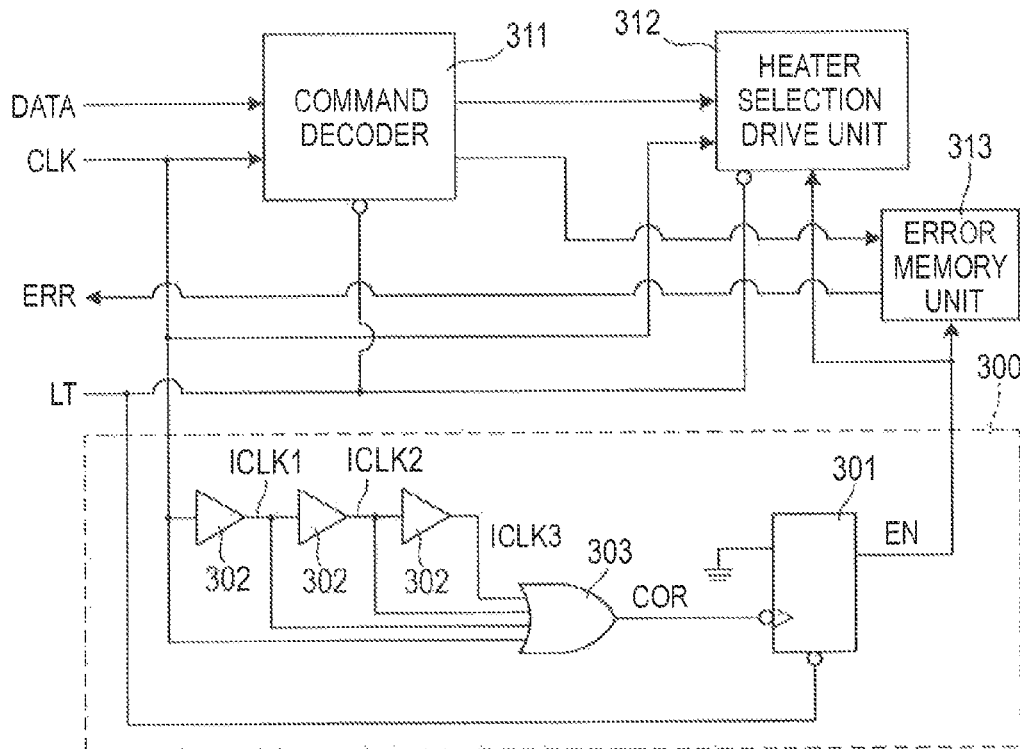 311
312
HEATER
SELECTION
DRIVE UNIT
COMMAND
DECODER
DATA
CLK
313
ERROR
MEMORY
UNIT
ERR
LT
300
ICLK1
ICLK2
ICLK3
301
EN
302
302
302
303
COR